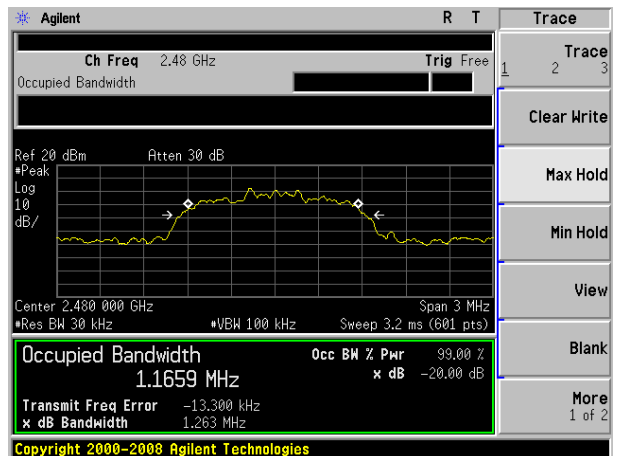 Agilent R T Trace
Ch Freq 2.48 GHz Trig Free
Occupied Bandwidth
Trace
1 2 3
Clear Write
Max Hold
Min Hold
View
Blank
More
1 of 2
Ref 20 dBm Atten 30 dB
#Peak
Log
10
dB/
Center 2.480 000 GHz Span 3 MHz
#Res BW 30 kHz #VBW 100 kHz Sweep 3.2 ms (601 pts)
Occupied Bandwidth Occ BW % Pwr 99.00 %
1.1659 MHz x dB -20.00 dB
Transmit Freq Error -13.300 kHz
x dB Bandwidth 1.263 MHz
Copyright 2000-2008 Agilent Technologies